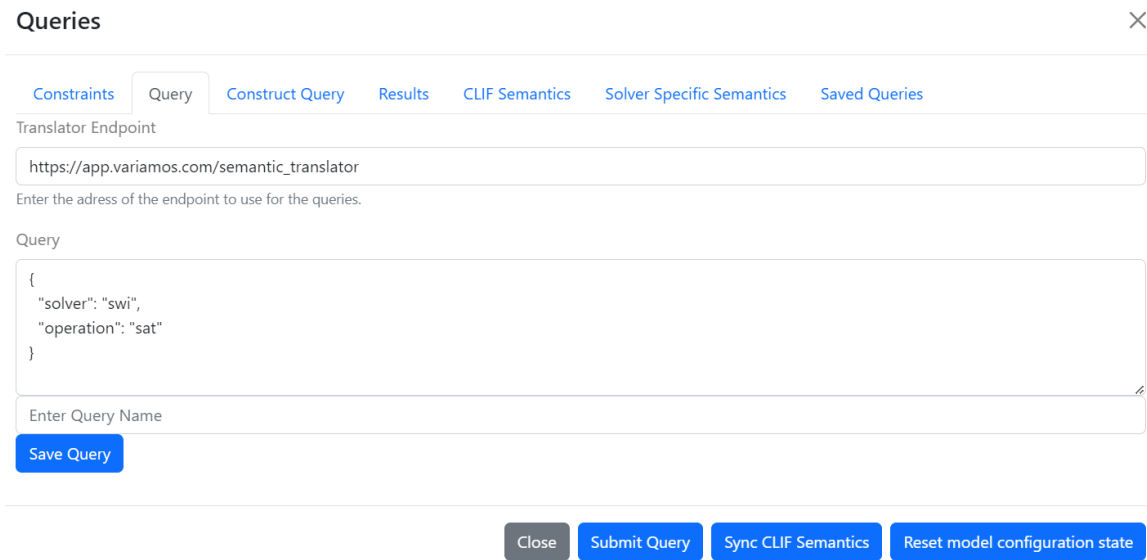 Queries
Constraints Query Construct Query Results CLIF Semantics Solver Specific Semantics Saved Queries
Translator Endpoint
https://app.variamos.com/semantic_translator
Enter the adress of the endpoint to use for the queries.
Query
{
"solver": "swi",
"operation": "sat"
}
Enter Query Name
Save Query
Close Submit Query Sync CLIF Semantics Reset model configuration state